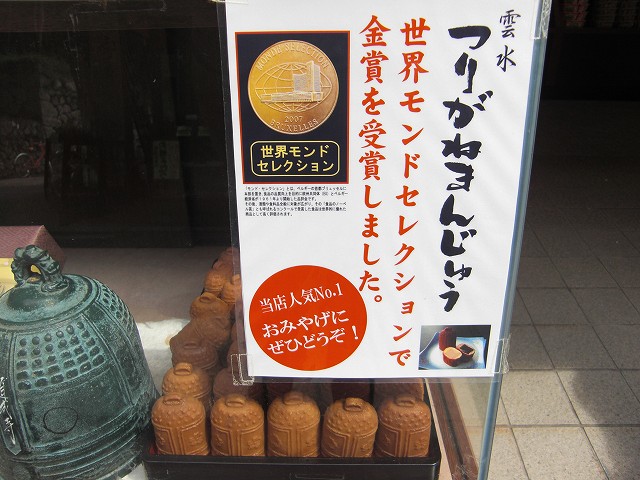 雲水
つりがねまんじゅう
世界モンドセレクションで
金賞を受賞しました。
MONDE SELECTION
2007
BRUXELLES
世界モンド
セレクション
当店人気No.1
おみやげに
ぜひどうぞ！